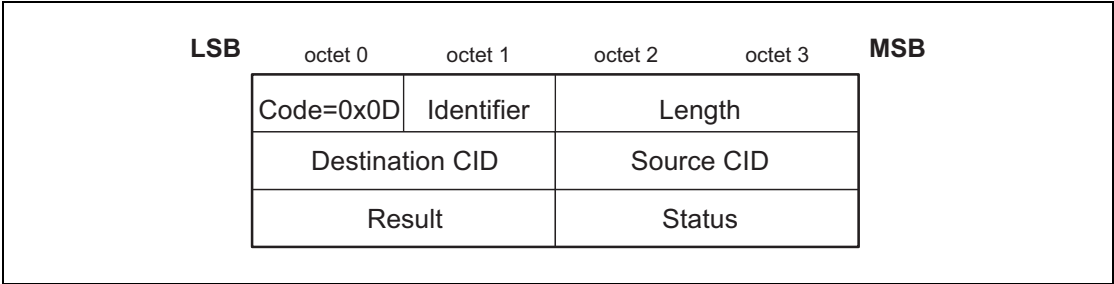 LSB octet 0 octet 1 octet 2 octet 3 MSB
Code=0x0D Identifier Length
Destination CID Source CID
Result Status